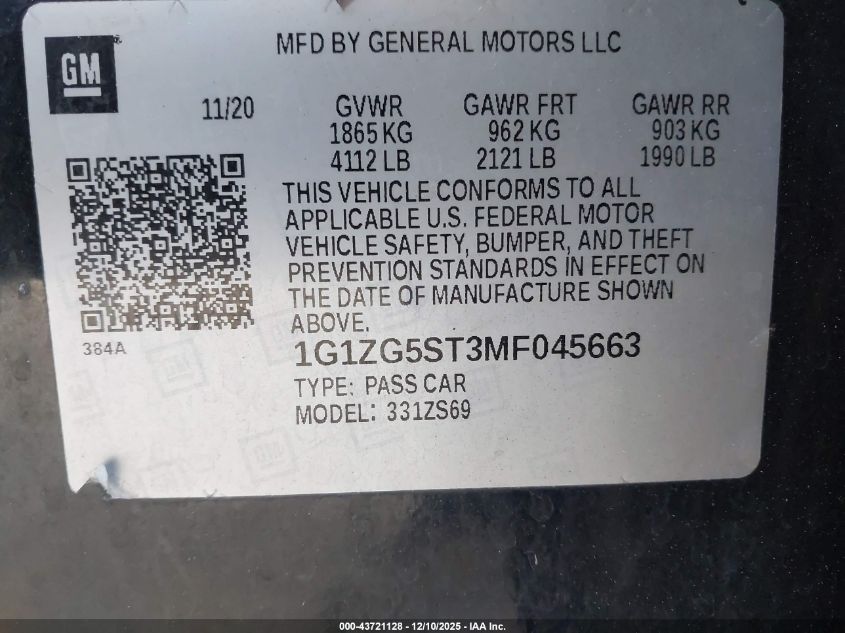 GM
MFD BY GENERAL MOTORS LLC
11/20
GVWR GAWR FRT GAWR RR
1865 KG 962 KG 903 KG
4112 LB 2121 LB 1990 LB
THIS VEHICLE CONFORMS TO ALL
APPLICABLE U.S. FEDERAL MOTOR
VEHICLE SAFETY, BUMPER, AND THEFT
PREVENTION STANDARDS IN EFFECT ON
THE DATE OF MANUFACTURE SHOWN
ABOVE.
384A
1G1ZG5ST3MF045663
TYPE: PASS CAR
MODEL: 331ZS69
000-43721128 - 12/10/2025 - IAA Inc.